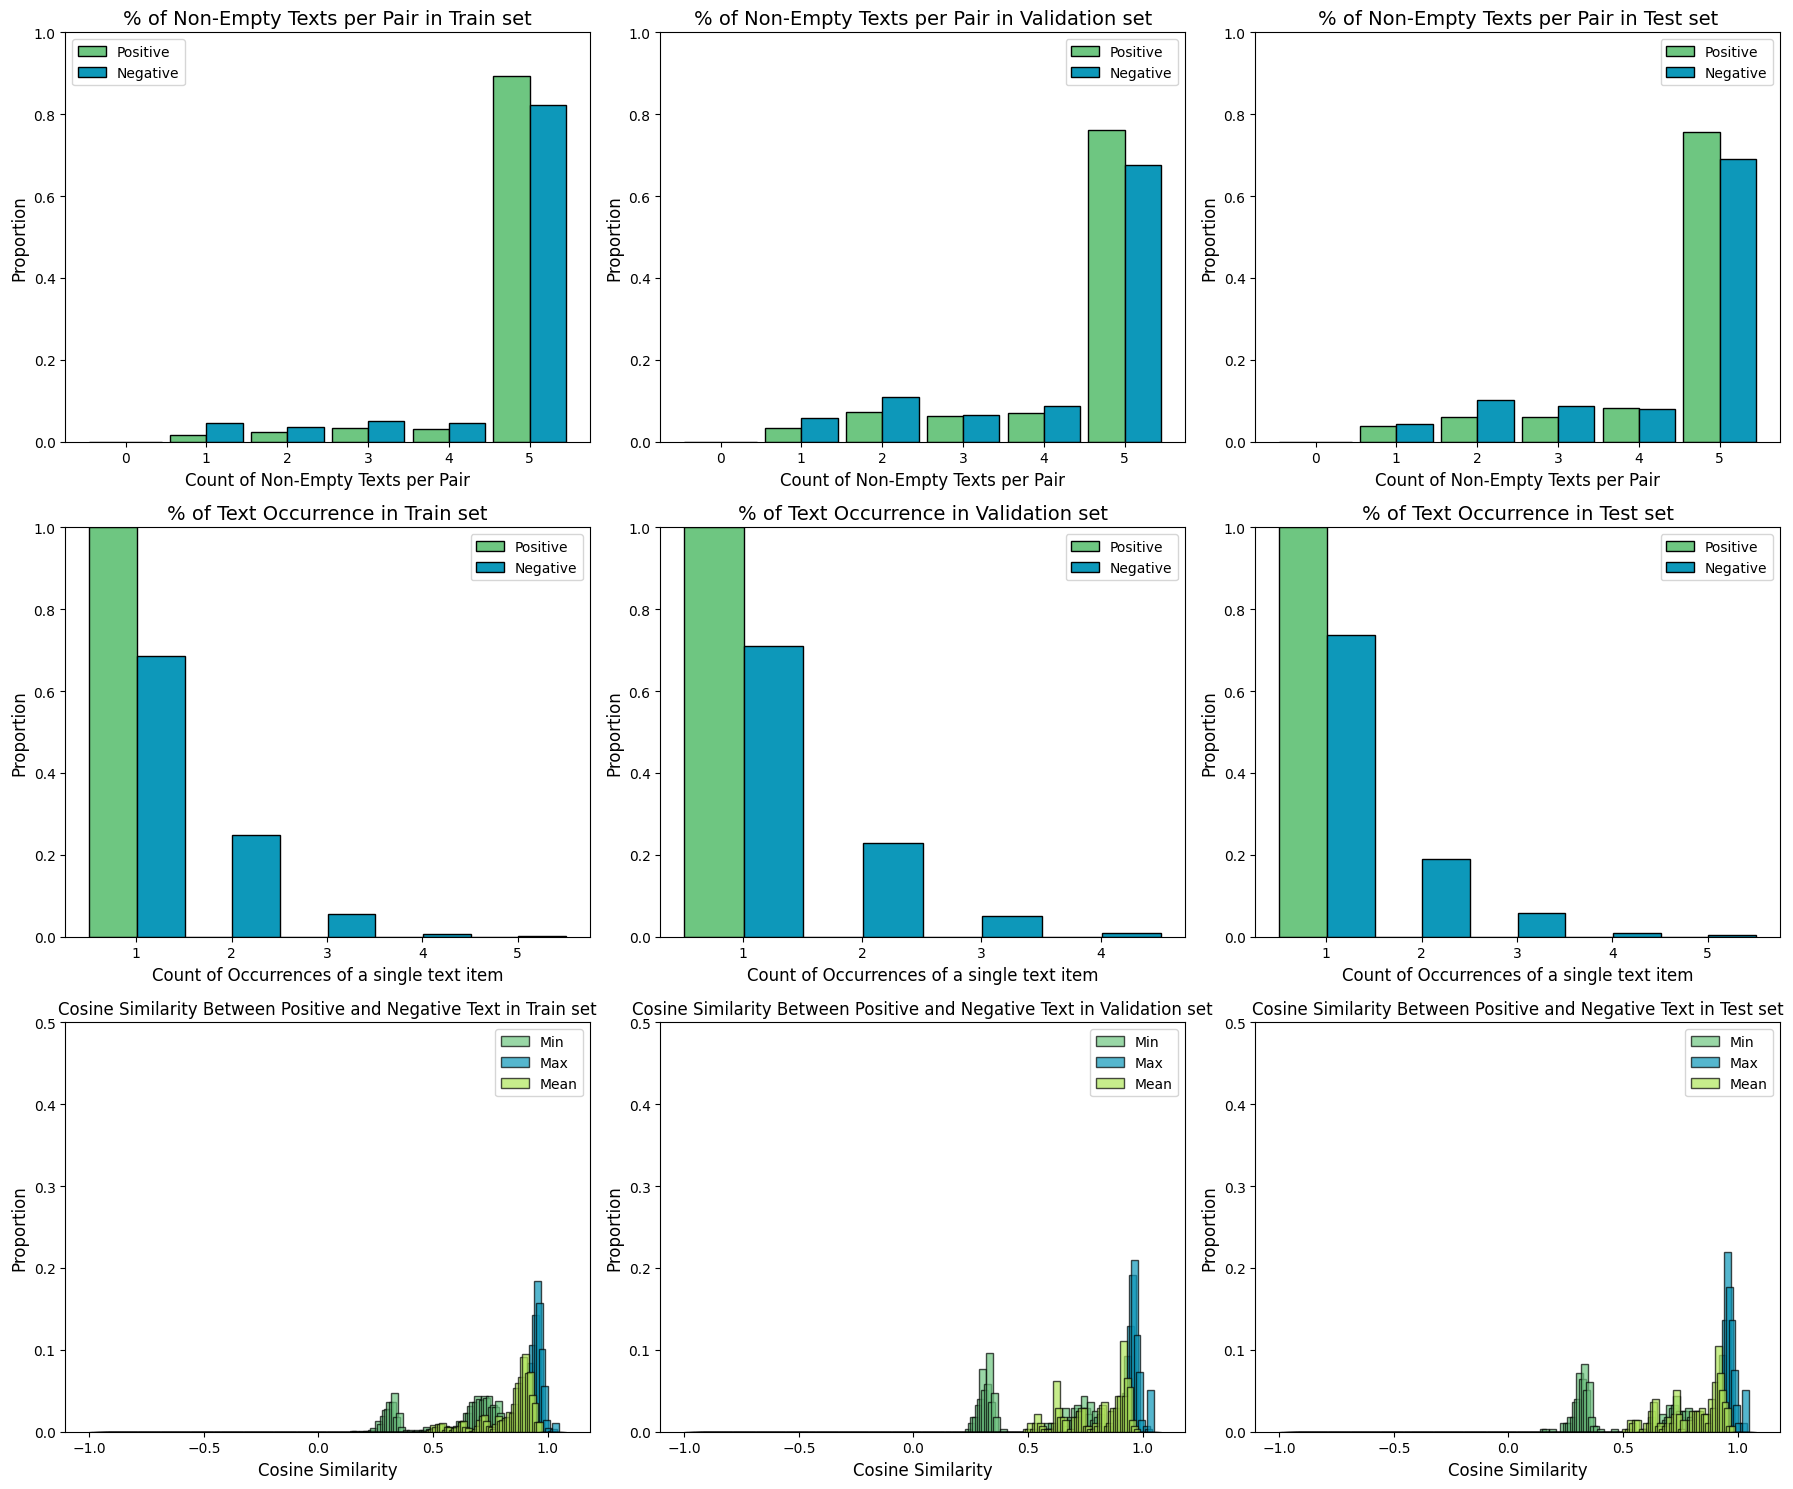 % of Non-Empty Texts per Pair in Train set
Positive
Negative
1.0
0.8
0.6
0.4
0.2
0.0
Proportion
0 1 2 3 4 5
Count of Non-Empty Texts per Pair
% of Non-Empty Texts per Pair in Validation set
Positive
Negative
1.0
0.8
0.6
0.4
0.2
0.0
Proportion
0 1 2 3 4 5
Count of Non-Empty Texts per Pair
% of Non-Empty Texts per Pair in Test set
Positive
Negative
1.0
0.8
0.6
0.4
0.2
0.0
Proportion
0 1 2 3 4 5
Count of Non-Empty Texts per Pair
% of Text Occurrence in Train set
Positive
Negative
1.0
0.8
0.6
0.4
0.2
0.0
Proportion
1 2 3 4 5
Count of Occurrences of a single text item
% of Text Occurrence in Validation set
Positive
Negative
1.0
0.8
0.6
0.4
0.2
0.0
Proportion
1 2 3 4
Count of Occurrences of a single text item
% of Text Occurrence in Test set
Positive
Negative
1.0
0.8
0.6
0.4
0.2
0.0
Proportion
1 2 3 4 5
Count of Occurrences of a single text item
Cosine Similarity Between Positive and Negative Text in Train set
Min
Max
Mean
0.5
0.4
0.3
0.2
0.1
0.0
Proportion
−1.0 −0.5 0.0 0.5 1.0
Cosine Similarity
Cosine Similarity Between Positive and Negative Text in Validation set
Min
Max
Mean
0.5
0.4
0.3
0.2
0.1
0.0
Proportion
−1.0 −0.5 0.0 0.5 1.0
Cosine Similarity
Cosine Similarity Between Positive and Negative Text in Test set
Min
Max
Mean
0.5
0.4
0.3
0.2
0.1
0.0
Proportion
−1.0 −0.5 0.0 0.5 1.0
Cosine Similarity